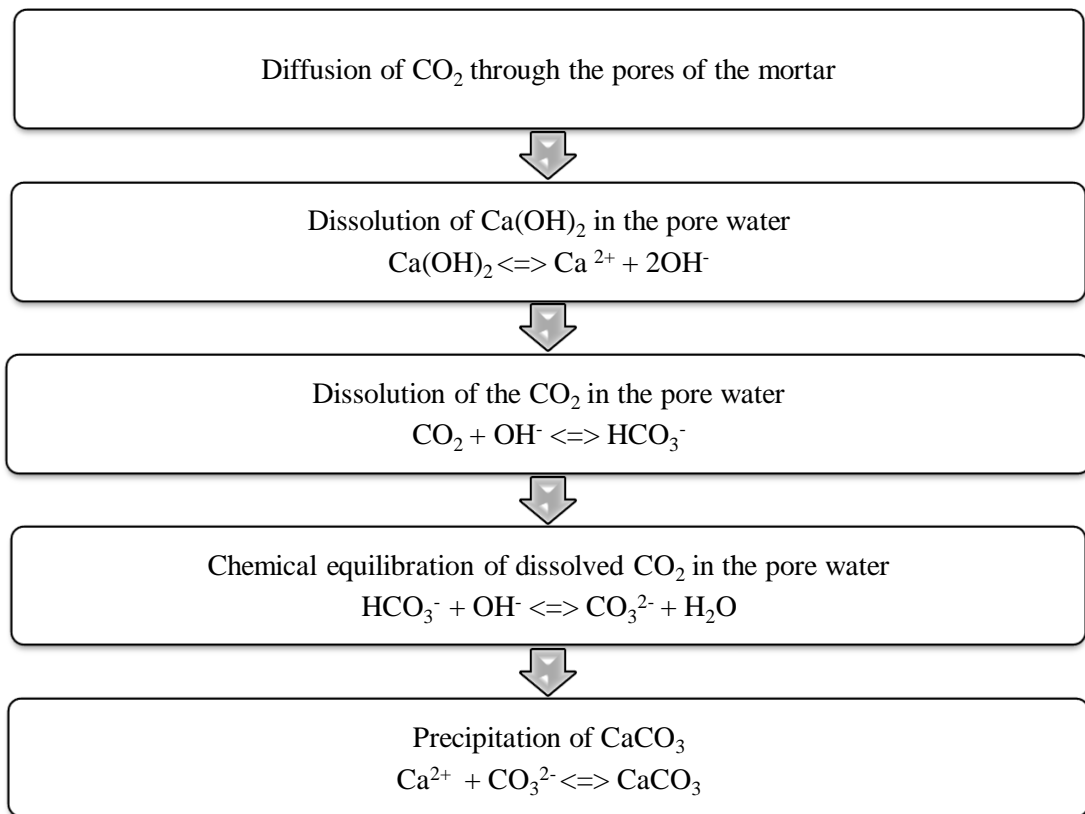 Diffusion of CO₂ through the pores of the mortar
Dissolution of Ca(OH)₂ in the pore water
Ca(OH)₂ <=> Ca ²⁺ + 2OH⁻
Dissolution of the CO₂ in the pore water
CO₂ + OH⁻ <=> HCO₃⁻
Chemical equilibration of dissolved CO₂ in the pore water
HCO₃⁻ + OH⁻ <=> CO₃²⁻ + H₂O
Precipitation of CaCO₃
Ca²⁺ + CO₃²⁻ <=> CaCO₃